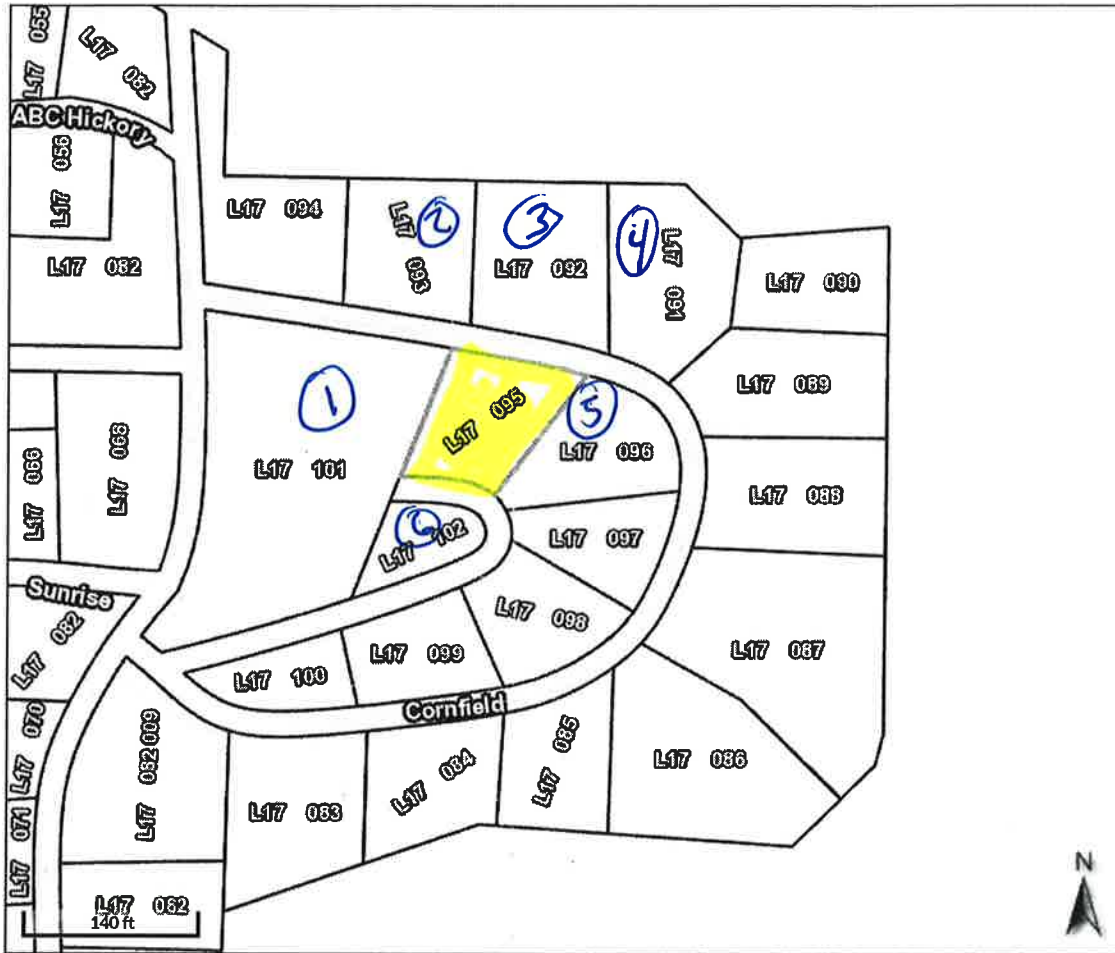 L17 055
L17 082
ABC Hickory
L17 056
L17 082
L17 094
L17 093
2
3
L17 092
4
L17 091
L17 090
L17 089
1
L17 095
5
L17 096
L17 101
L17 068
L17 066
L17 088
6
L17 102
L17 097
Sunrise
L17 082
L17 098
L17 099
L17 087
L17 100
Cornfield
L17 070
L17 082 009
L17 085
L17 086
L17 084
L17 071
L17 083
L17 082
140 ft
N